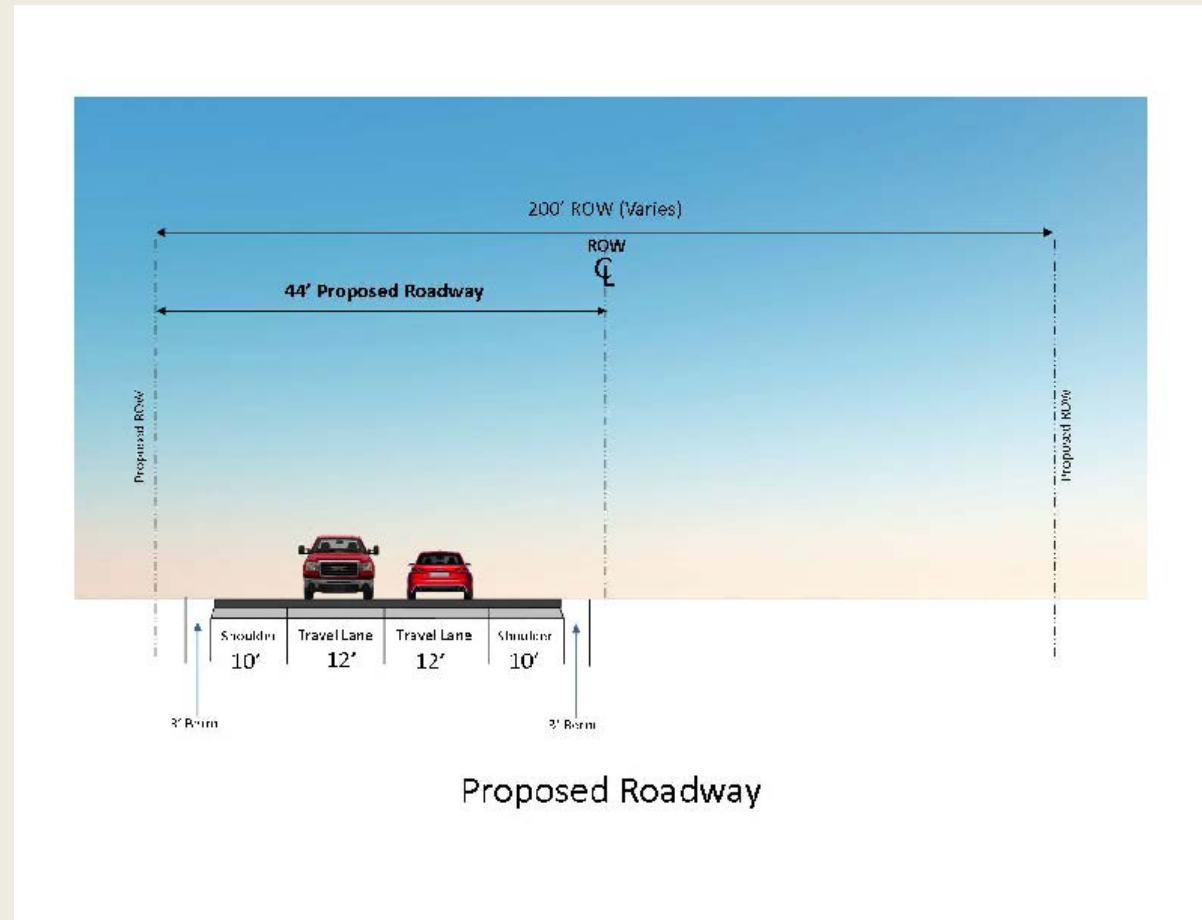 200' ROW (Varies)
ROW
CL
44' Proposed Roadway
Proposed ROW
Proposed ROW
Shoulder
10'
Travel Lane
12'
Travel Lane
12'
Shoulder
10'
3' Berm
3' Berm
Proposed Roadway